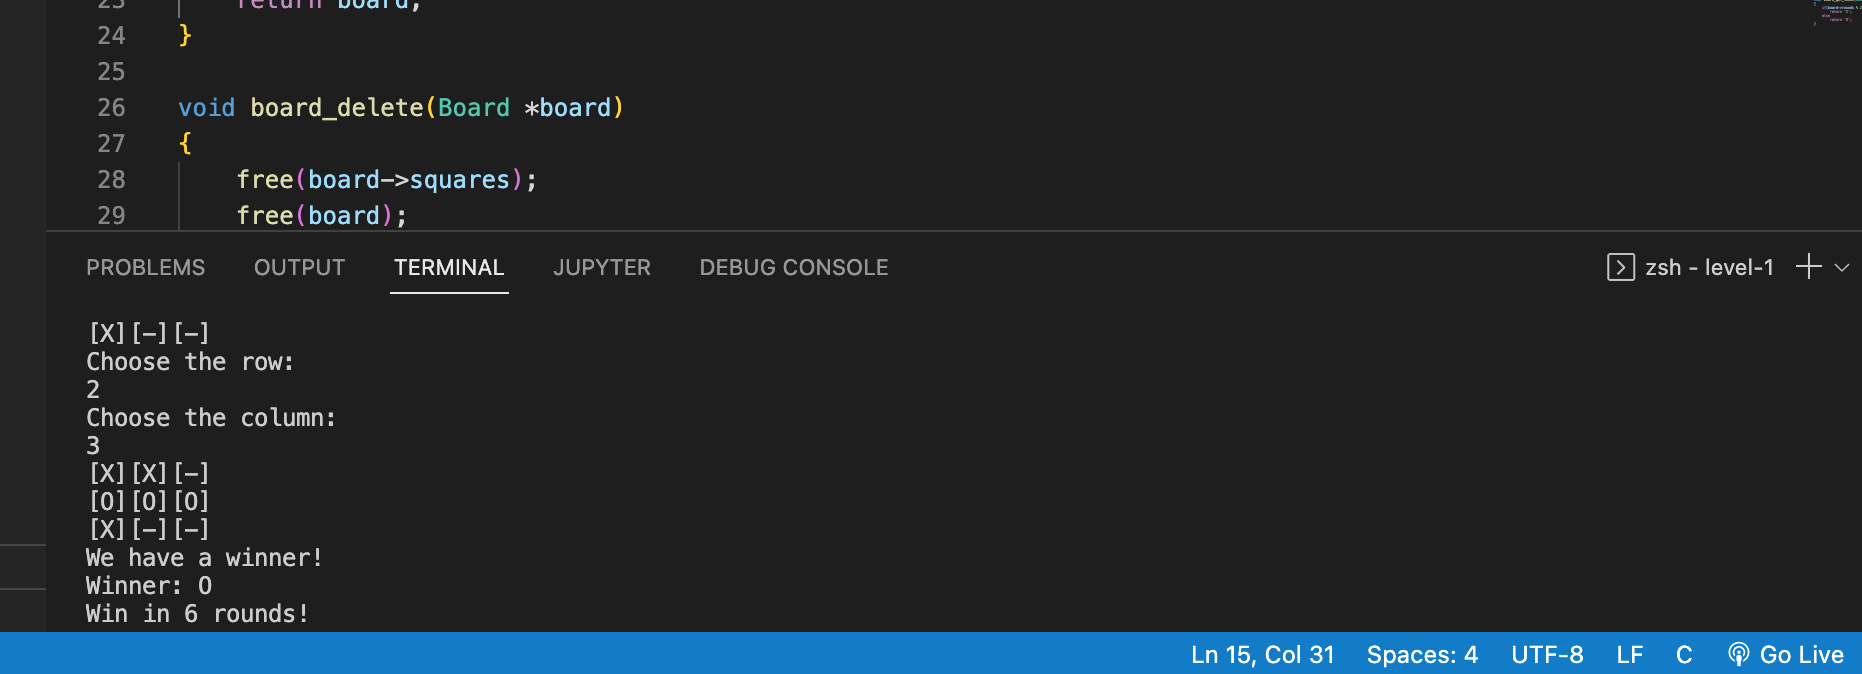 23 return board;
24 }
25
26 void board_delete(Board *board)
27 {
28 free(board->squares);
29 free(board);
PROBLEMS OUTPUT TERMINAL JUPYTER DEBUG CONSOLE zsh - level-1
[X][-][-]
Choose the row:
2
Choose the column:
3
[X][X][-]
[O][O][O]
[X][-][-]
We have a winner!
Winner: O
Win in 6 rounds!
Ln 15, Col 31 Spaces: 4 UTF-8 LF C Go Live